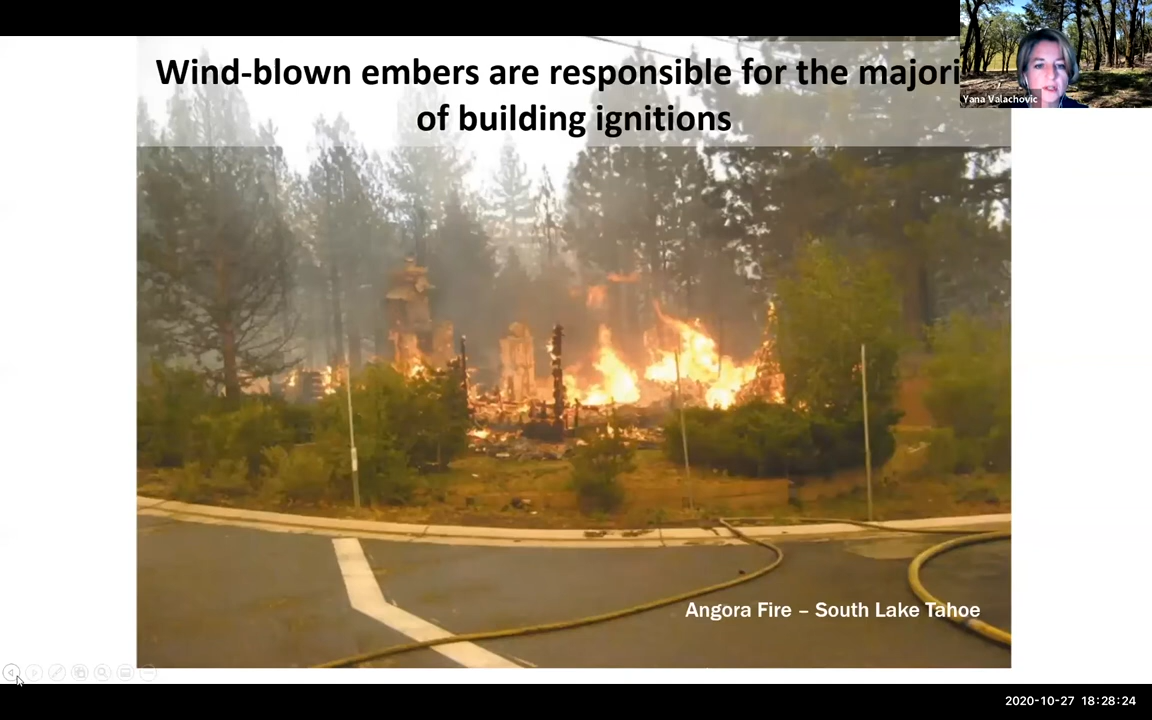 Wind-blown embers are responsible for the majori
of building ignitions
Yana Valachovic
Angora Fire – South Lake Tahoe
2020-10-27 18:28:24